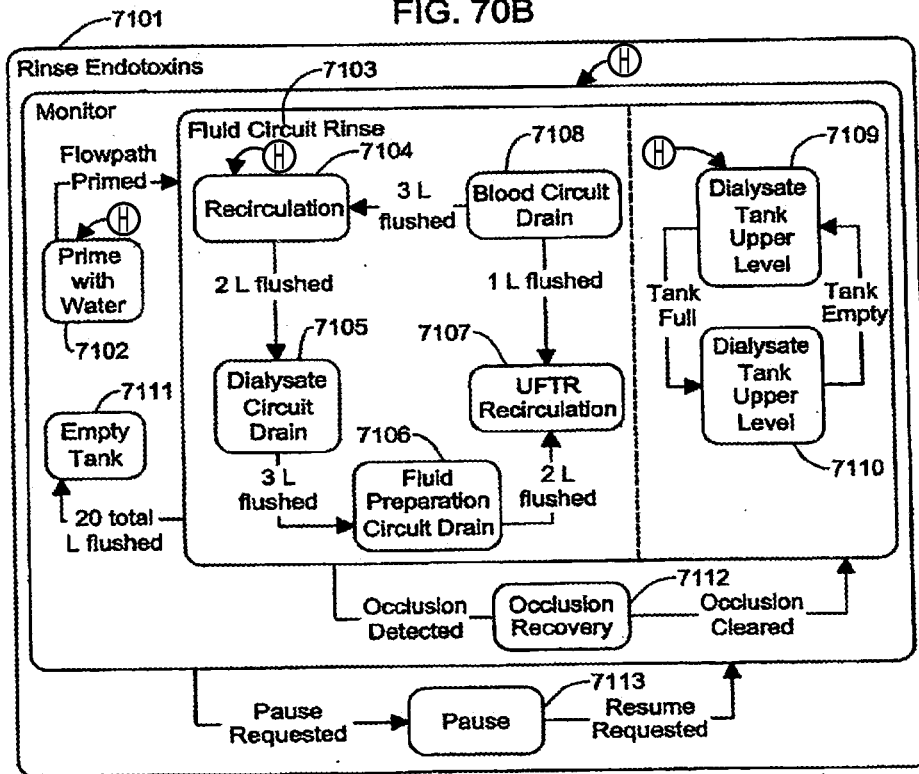 FIG. 70B
7101
Rinse Endotoxins
H
Monitor
Flowpath
Primed
H
Prime
with
Water
7102
7111
Empty
Tank
20 total
L flushed
Fluid Circuit Rinse
7103
H
7104
Recirculation
3 L
flushed
7108
Blood Circuit
Drain
2 L flushed
1 L flushed
7105
Dialysate
Circuit
Drain
7107
UFTR
Recirculation
3 L
flushed
7106
Fluid
Preparation
Circuit Drain
2 L
flushed
H
7109
Dialysate
Tank
Upper
Level
Tank
Full
Tank
Empty
Dialysate
Tank
Upper
Level
7110
Occlusion
Detected
7112
Occlusion
Recovery
Occlusion
Cleared
Pause
Requested
7113
Pause
Resume
Requested